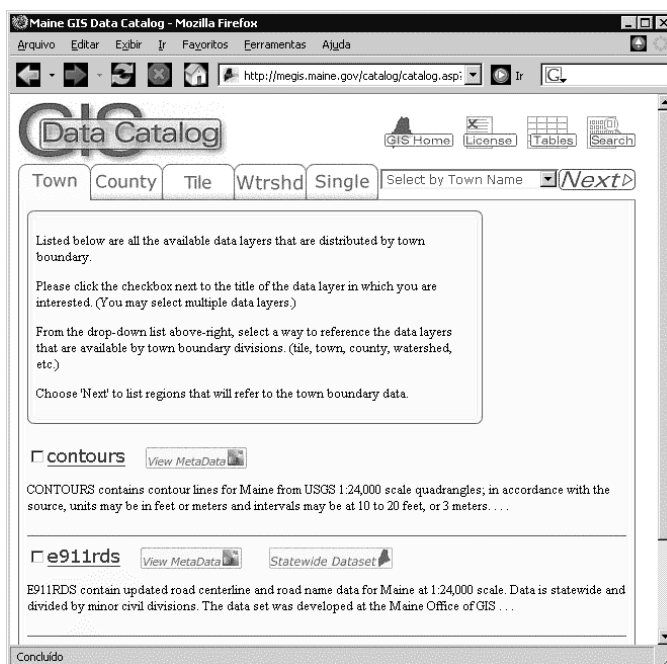 Maine GIS Data Catalog - Mozilla Firefox
Arquivo Editar Exibir Ir Favoritos Ferramentas Ajuda
http://megis.maine.gov/catalog/catalog.asp? Ir G
GIS
Data Catalog
GIS Home License Tables Search
Town County Tile Wtrshd Single Select by Town Name Next
Listed below are all the available data layers that are distributed by town
boundary.
Please click the checkbox next to the title of the data layer in which you are
interested. (You may select multiple data layers.)
From the drop-down list above-right, select a way to reference the data layers
that are available by town boundary divisions. (tile, town, county, watershed,
etc.)
Choose 'Next' to list regions that will refer to the town boundary data.
contours View MetaData
CONTOURS contains contour lines for Maine from USGS 1:24,000 scale quadrangles; in accordance with the
source, units may be in feet or meters and intervals may be at 10 to 20 feet, or 3 meters. . . .
e911rds View MetaData Statewide Dataset
E911RDS contain updated road centerline and road name data for Maine at 1:24,000 scale. Data is statewide and
divided by minor civil divisions. The data set was developed at the Maine Office of GIS . . .
Concluído